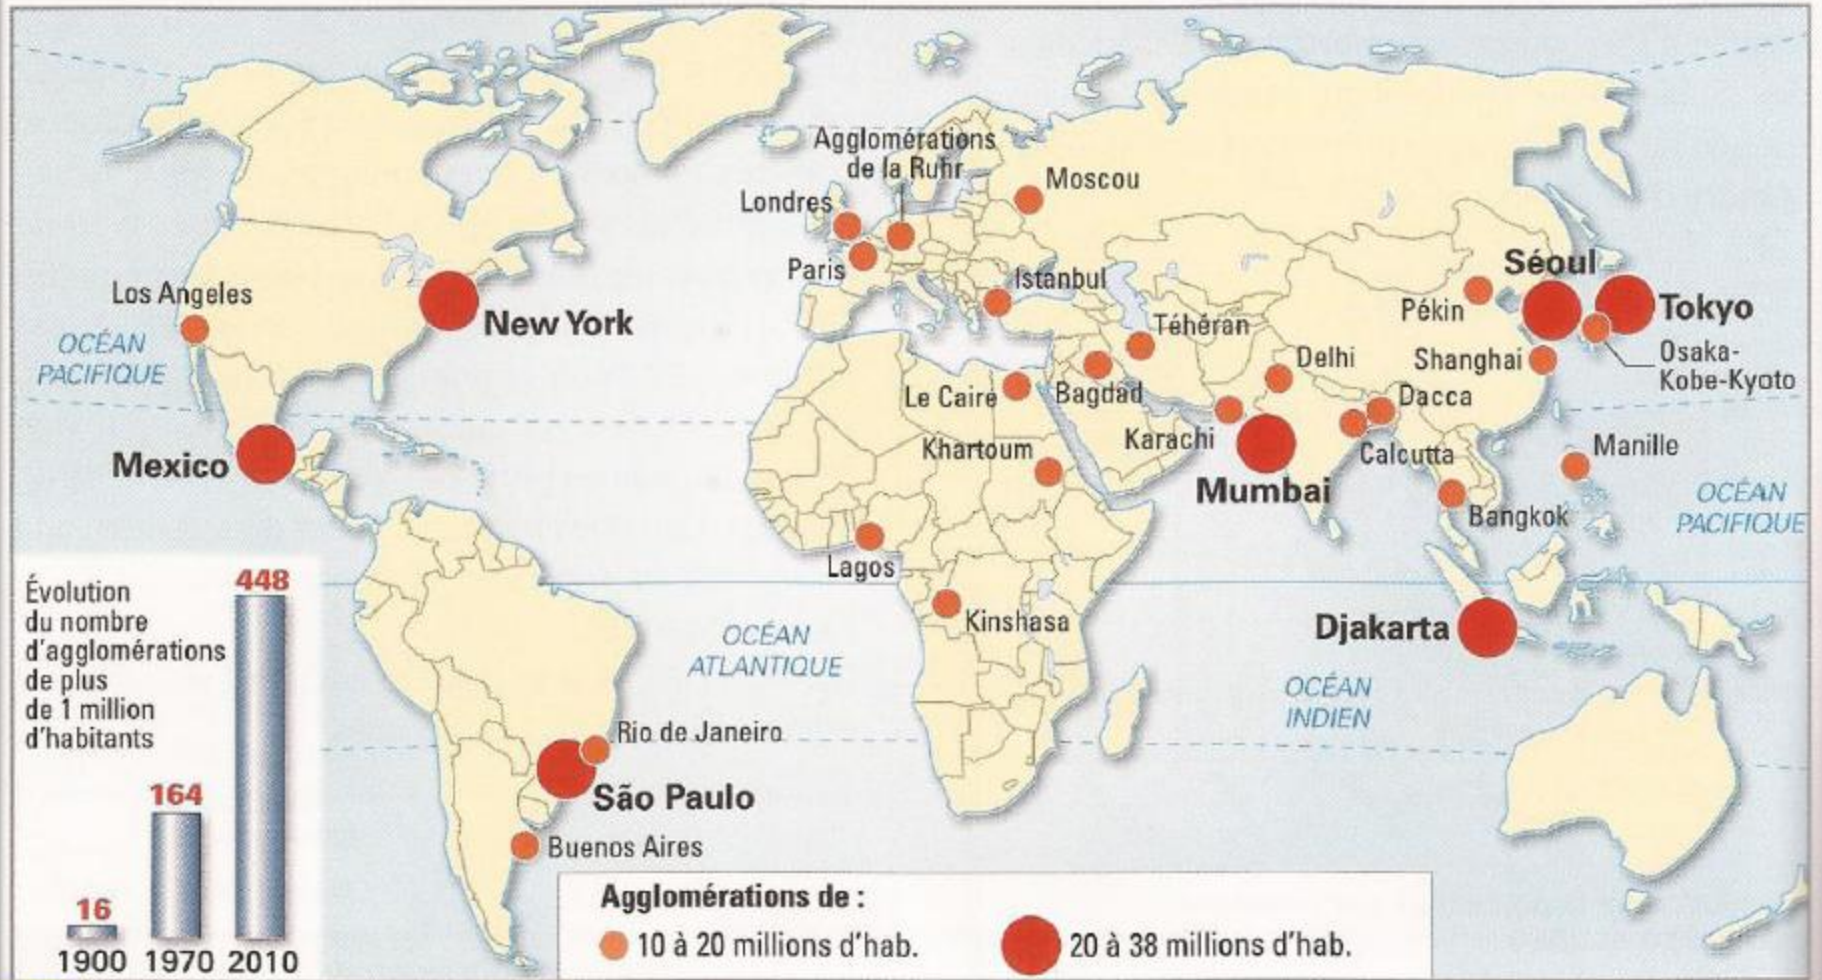 Agglomérations
de la Ruhr
Moscou
Londres
Paris
Istanbul
Séoul
Los Angeles
New York
Pékin
Tokyo
OCÉAN
PACIFIQUE
Téhéran
Delhi
Shanghai
Osaka-
Kobe-Kyoto
Le Caire
Bagdad
Dacca
Karachi
Khartoum
Calcutta
Manille
Mexico
Mumbai
OCÉAN
PACIFIQUE
Bangkok
Lagos
Kinshasa
Djakarta
OCÉAN
ATLANTIQUE
OCÉAN
INDIEN
Rio de Janeiro
São Paulo
Buenos Aires
Évolution
du nombre
d'agglomérations
de plus
de 1 million
d'habitants
448
164
16
1900 1970 2010
Agglomérations de :
10 à 20 millions d'hab.
20 à 38 millions d'hab.